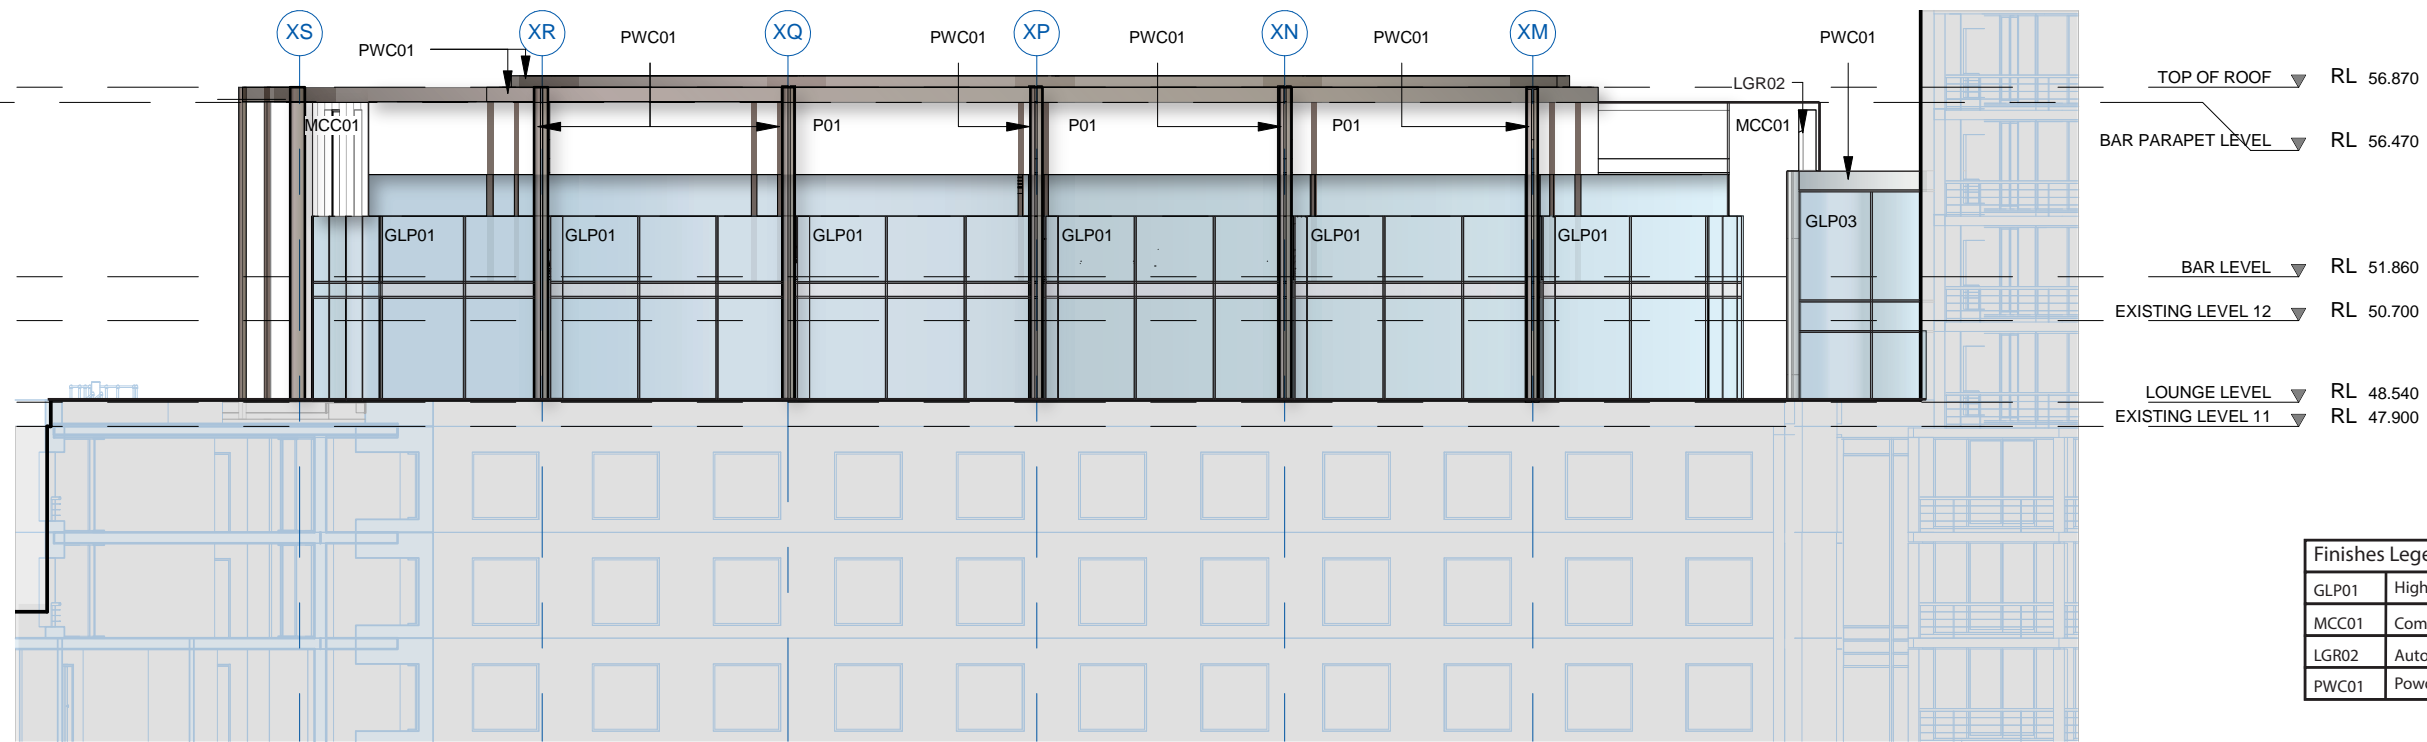 XS XR XQ XP XN XM
PWC01 PWC01 PWC01 PWC01 PWC01 PWC01
TOP OF ROOF RL 56.870
LGR02
MCC01 P01 P01 P01 MCC01
BAR PARAPET LEVEL RL 56.470
GLP03
GLP01 GLP01 GLP01 GLP01 GLP01 GLP01
BAR LEVEL RL 51.860
EXISTING LEVEL 12 RL 50.700
LOUNGE LEVEL RL 48.540
EXISTING LEVEL 11 RL 47.900
Finishes Lege
GLP01 High
MCC01 Com
LGR02 Auto
PWC01 Powd